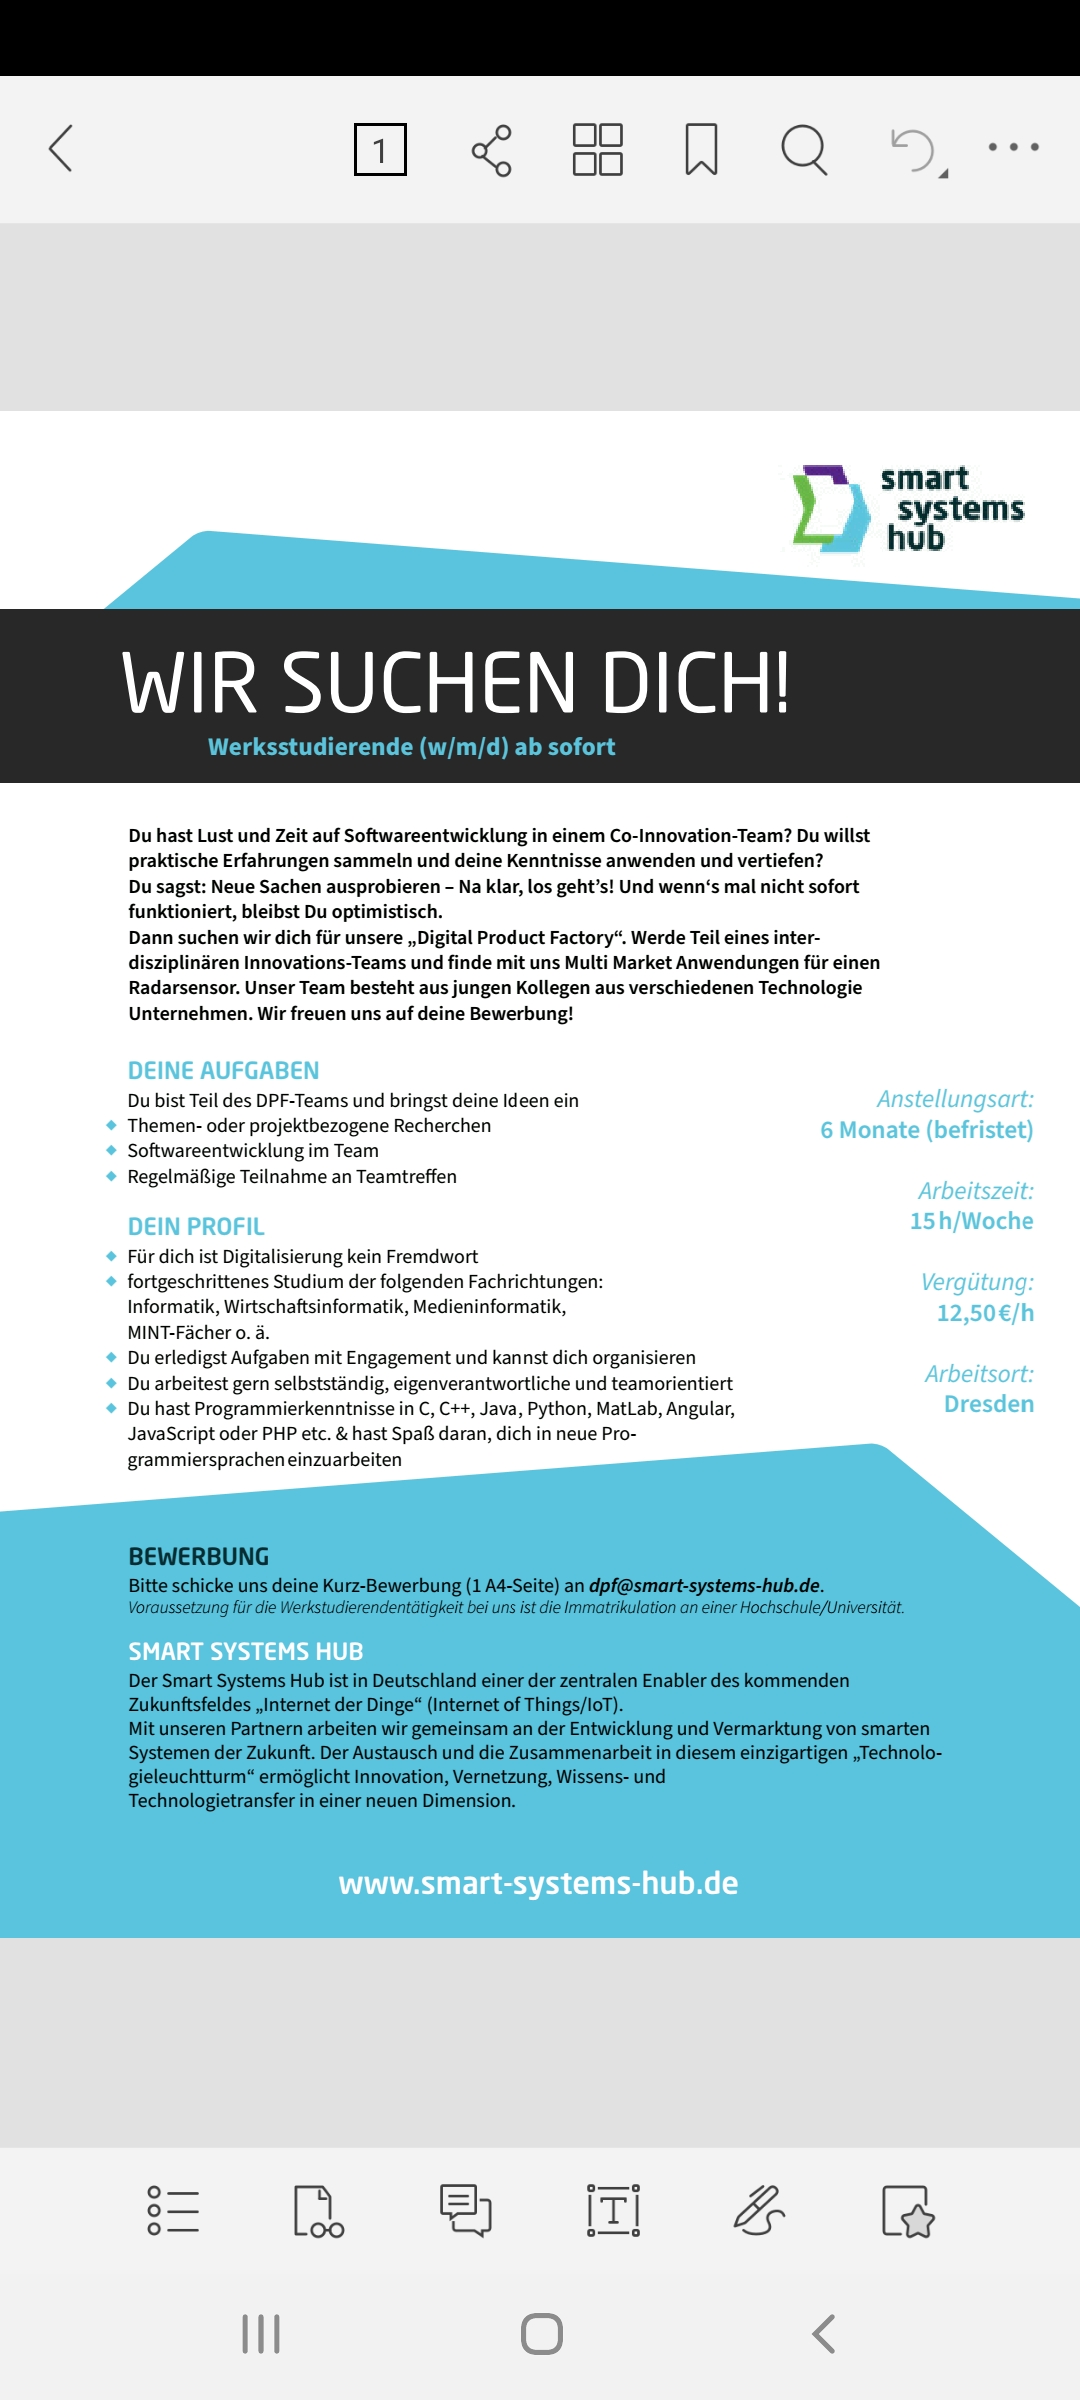 1
smart
systems
hub
WIR SUCHEN DICH!
Werksstudierende (w/m/d) ab sofort
Du hast Lust und Zeit auf Softwareentwicklung in einem Co-Innovation-Team? Du willst
praktische Erfahrungen sammeln und deine Kenntnisse anwenden und vertiefen?
Du sagst: Neue Sachen ausprobieren – Na klar, los geht’s! Und wenn‘s mal nicht sofort
funktioniert, bleibst Du optimistisch.
Dann suchen wir dich für unsere „Digital Product Factory“. Werde Teil eines inter-
disziplinären Innovations-Teams und finde mit uns Multi Market Anwendungen für einen
Radarsensor. Unser Team besteht aus jungen Kollegen aus verschiedenen Technologie
Unternehmen. Wir freuen uns auf deine Bewerbung!
DEINE AUFGABEN
Du bist Teil des DPF-Teams und bringst deine Ideen ein
Themen- oder projektbezogene Recherchen
Softwareentwicklung im Team
Regelmäßige Teilnahme an Teamtreffen
DEIN PROFIL
Für dich ist Digitalisierung kein Fremdwort
fortgeschrittenes Studium der folgenden Fachrichtungen:
Informatik, Wirtschaftsinformatik, Medieninformatik,
MINT-Fächer o. ä.
Du erledigst Aufgaben mit Engagement und kannst dich organisieren
Du arbeitest gern selbstständig, eigenverantwortliche und teamorientiert
Du hast Programmierkenntnisse in C, C++, Java, Python, MatLab, Angular,
JavaScript oder PHP etc. & hast Spaß daran, dich in neue Pro-
grammiersprachen einzuarbeiten
Anstellungsart:
6 Monate (befristet)
Arbeitszeit:
15 h/Woche
Vergütung:
12,50 €/h
Arbeitsort:
Dresden
BEWERBUNG
Bitte schicke uns deine Kurz-Bewerbung (1 A4-Seite) an dpf@smart-systems-hub.de.
Voraussetzung für die Werkstudierendentätigkeit bei uns ist die Immatrikulation an einer Hochschule/Universität.
SMART SYSTEMS HUB
Der Smart Systems Hub ist in Deutschland einer der zentralen Enabler des kommenden
Zukunftsfeldes „Internet der Dinge“ (Internet of Things/IoT).
Mit unseren Partnern arbeiten wir gemeinsam an der Entwicklung und Vermarktung von smarten
Systemen der Zukunft. Der Austausch und die Zusammenarbeit in diesem einzigartigen „Technolo-
gieleuchtturm“ ermöglicht Innovation, Vernetzung, Wissens- und
Technologietransfer in einer neuen Dimension.
www.smart-systems-hub.de
T